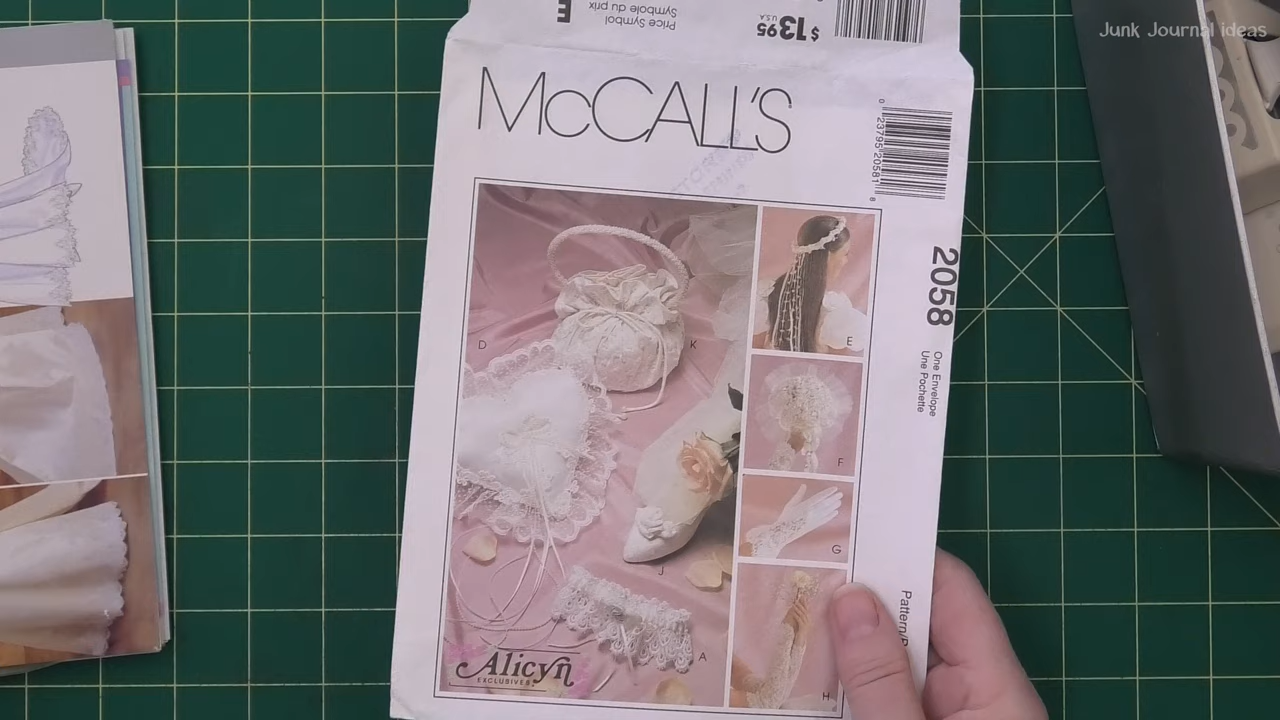 Junk Journal ideas
E
Price Symbol
Symbole du prix
$13.95
U.S.A.
McCALL'S
0 23795 20581 8
2058
One Envelope
Une Pochette
D
K
E
F
G
J
A
H
Alicyn
EXCLUSIVES